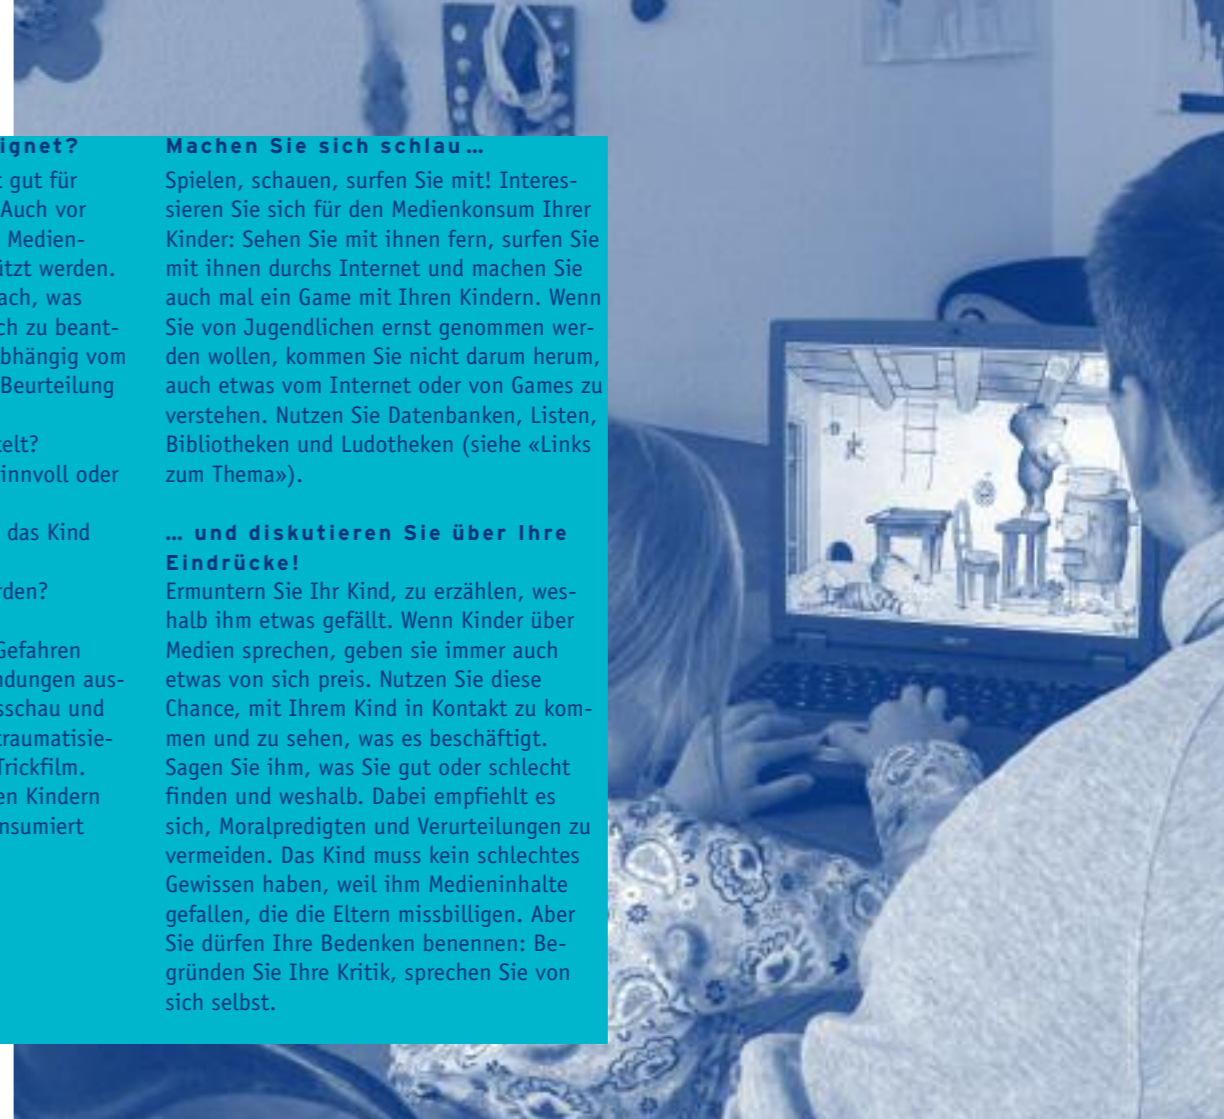 ignet?
gut für
Auch vor
Medien-
ützt werden.
ach, was
ch zu beant-
bhängig vom
Beurteilung
telt?
innvoll oder
das Kind
rden?
Gefahren
ndungen aus-
sschau und
traumatisie-
Trickfilm.
en Kindern
nsumiert
Machen Sie sich schlau…
Spielen, schauen, surfen Sie mit! Interes-
sieren Sie sich für den Medienkonsum Ihrer
Kinder: Sehen Sie mit ihnen fern, surfen Sie
mit ihnen durchs Internet und machen Sie
auch mal ein Game mit Ihren Kindern. Wenn
Sie von Jugendlichen ernst genommen wer-
den wollen, kommen Sie nicht darum herum,
auch etwas vom Internet oder von Games zu
verstehen. Nutzen Sie Datenbanken, Listen,
Bibliotheken und Ludotheken (siehe «Links
zum Thema»).
… und diskutieren Sie über Ihre
Eindrücke!
Ermuntern Sie Ihr Kind, zu erzählen, wes-
halb ihm etwas gefällt. Wenn Kinder über
Medien sprechen, geben sie immer auch
etwas von sich preis. Nutzen Sie diese
Chance, mit Ihrem Kind in Kontakt zu kom-
men und zu sehen, was es beschäftigt.
Sagen Sie ihm, was Sie gut oder schlecht
finden und weshalb. Dabei empfiehlt es
sich, Moralpredigten und Verurteilungen zu
vermeiden. Das Kind muss kein schlechtes
Gewissen haben, weil ihm Medieninhalte
gefallen, die die Eltern missbilligen. Aber
Sie dürfen Ihre Bedenken benennen: Be-
gründen Sie Ihre Kritik, sprechen Sie von
sich selbst.